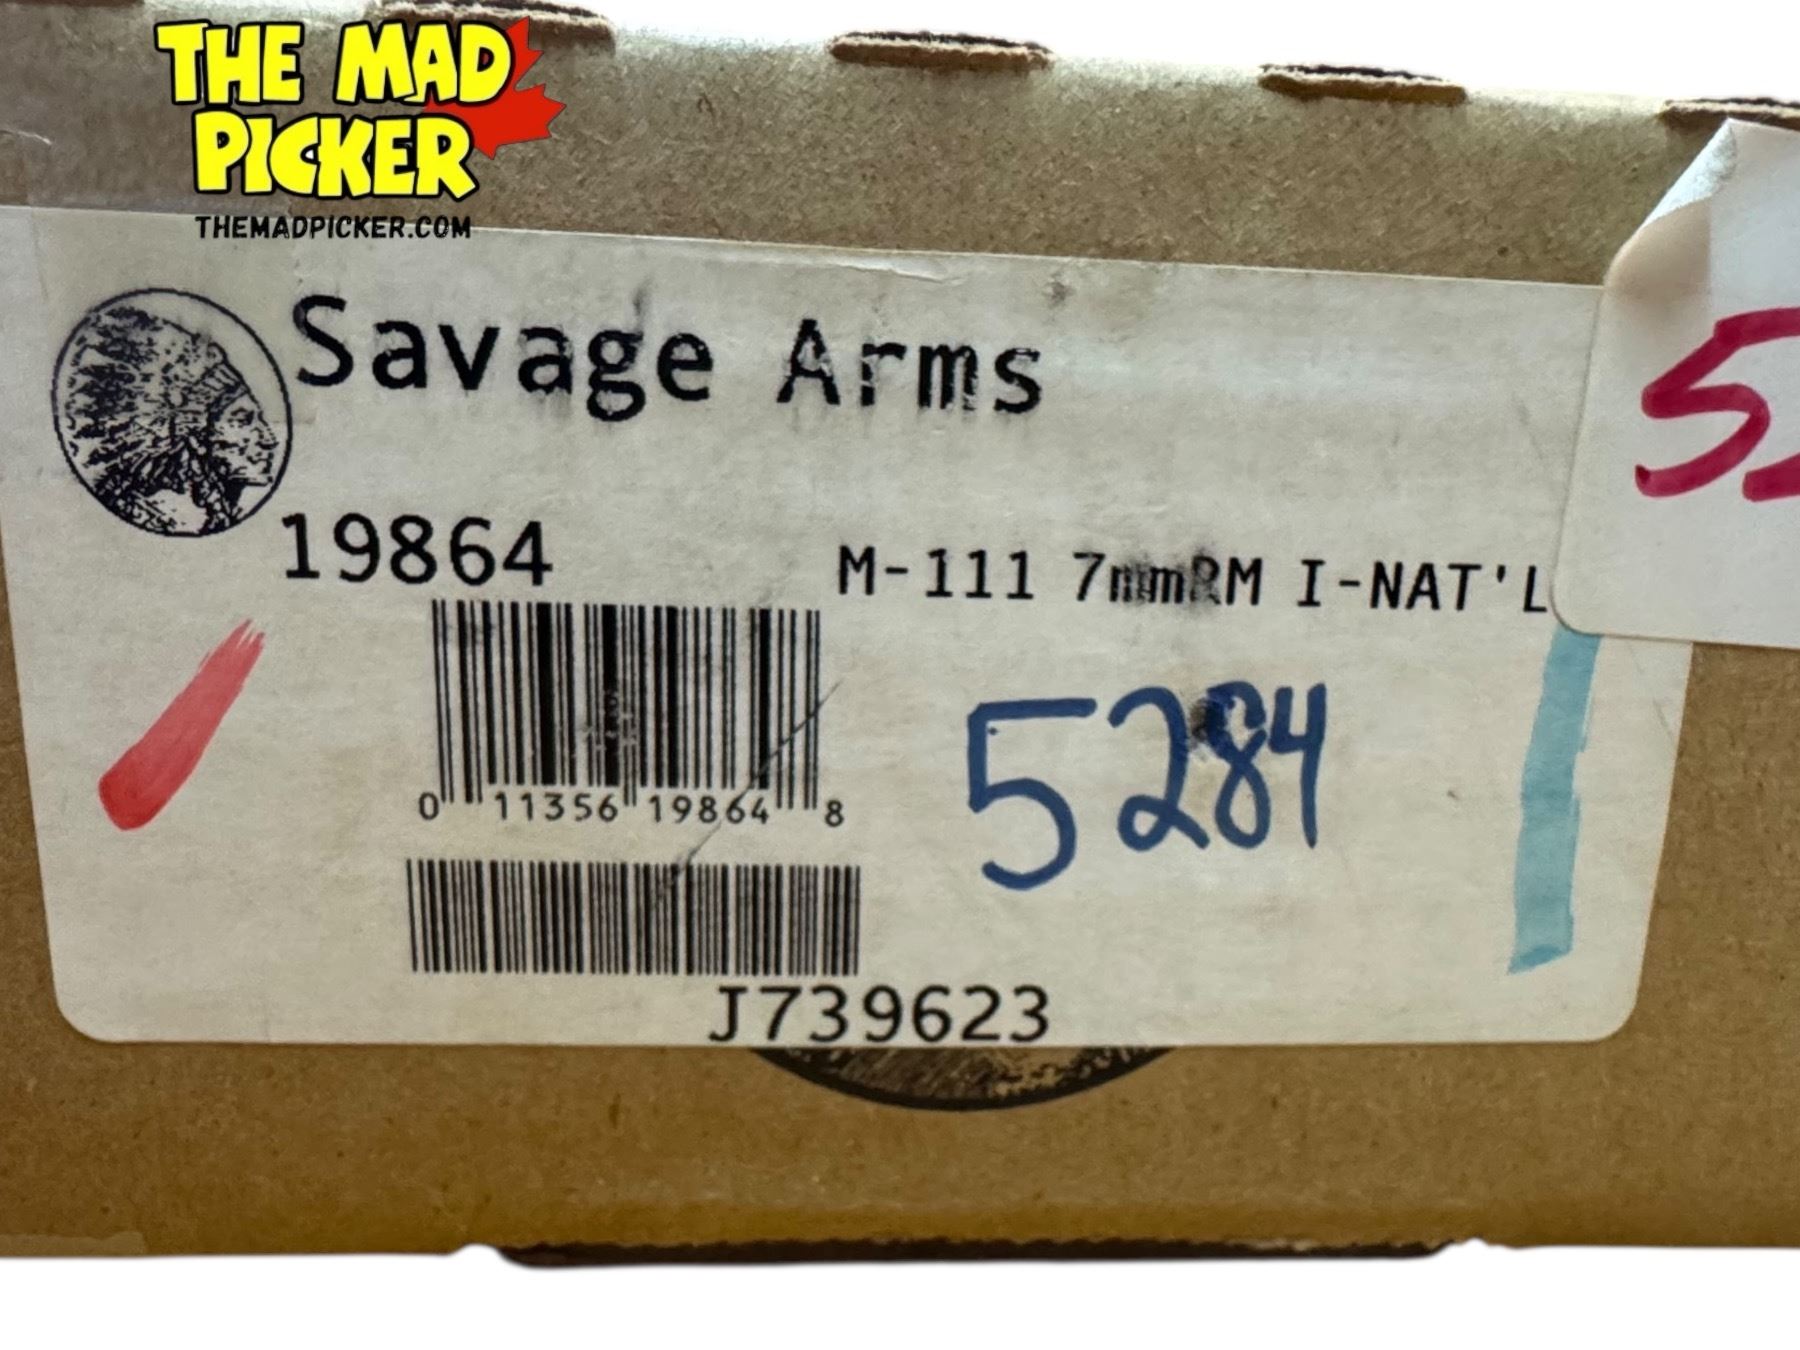 THE MAD
PICKER
THEMADPICKER.COM
Savage Arms
19864
M-111 7mmRM I-NAT'L
5284
0 11356 19864 8
J739623